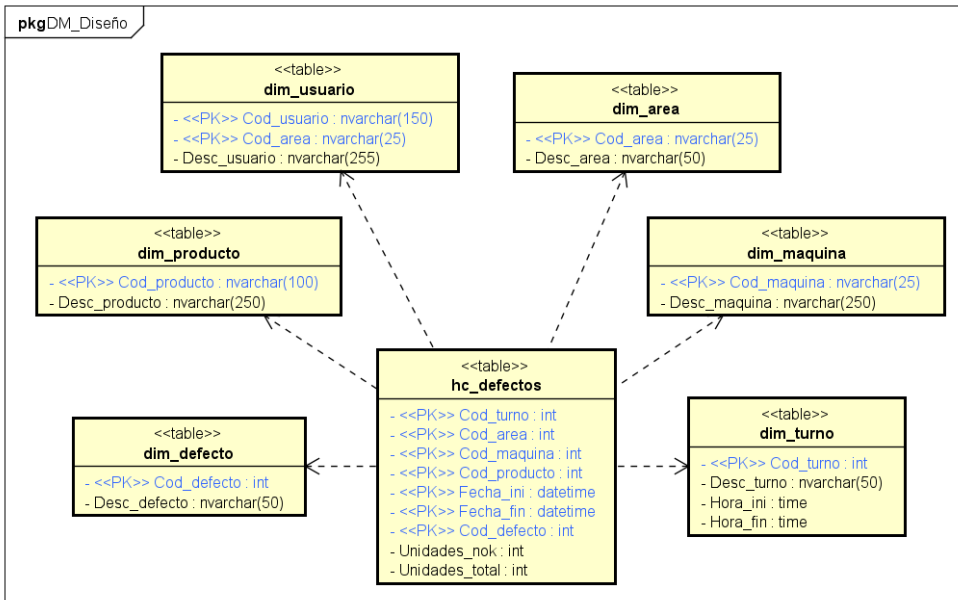 pkgDM_Diseño
<<table>>
dim_usuario
- <<PK>> Cod_usuario : nvarchar(150)
- <<PK>> Cod_area : nvarchar(25)
- Desc_usuario : nvarchar(255)
<<table>>
dim_area
- <<PK>> Cod_area : nvarchar(25)
- Desc_area : nvarchar(50)
<<table>>
dim_producto
- <<PK>> Cod_producto : nvarchar(100)
- Desc_producto : nvarchar(250)
<<table>>
dim_maquina
- <<PK>> Cod_maquina : nvarchar(25)
- Desc_maquina : nvarchar(250)
<<table>>
hc_defectos
- <<PK>> Cod_turno : int
- <<PK>> Cod_area : int
- <<PK>> Cod_maquina : int
- <<PK>> Cod_producto : int
- <<PK>> Fecha_ini : datetime
- <<PK>> Fecha_fin : datetime
- <<PK>> Cod_defecto : int
- Unidades_nok : int
- Unidades_total : int
<<table>>
dim_defecto
- <<PK>> Cod_defecto : int
- Desc_defecto : nvarchar(50)
<<table>>
dim_turno
- <<PK>> Cod_turno : int
- Desc_turno : nvarchar(50)
- Hora_ini : time
- Hora_fin : time